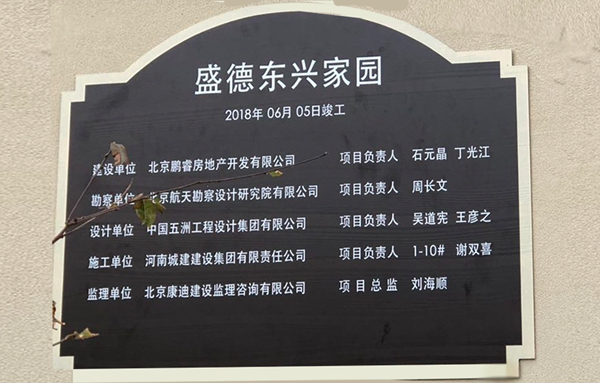 盛德东兴家园
2018年 06月 05日竣工
建设单位 北京鹏睿房地产开发有限公司 项目负责人 石元晶 丁光江
勘察单位 北京航天勘察设计研究院有限公司 项目负责人 周长文
设计单位 中国五洲工程设计集团有限公司 项目负责人 吴道宪 王彦之
施工单位 河南城建建设集团有限责任公司 项目负责人 1-10# 谢双喜
监理单位 北京康迪建设监理咨询有限公司 项目总监 刘海顺